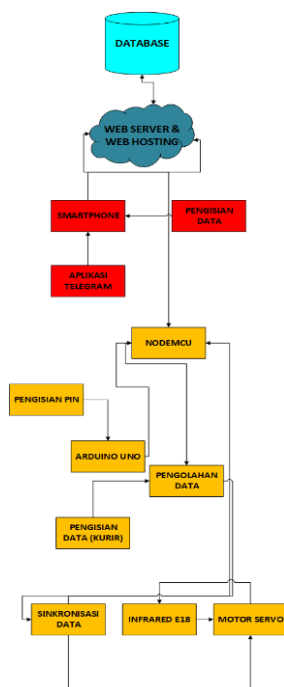 DATABASE
WEB SERVER &
WEB HOSTING
SMARTPHONE
PENGISIAN
DATA
APLIKASI
TELEGRAM
NODEMCU
PENGISIAN PIN
ARDUINO UNO
PENGOLAHAN
DATA
PENGISIAN
DATA (KURIR)
SINKRONISASI
DATA
INFRARED E18
MOTOR SERVO